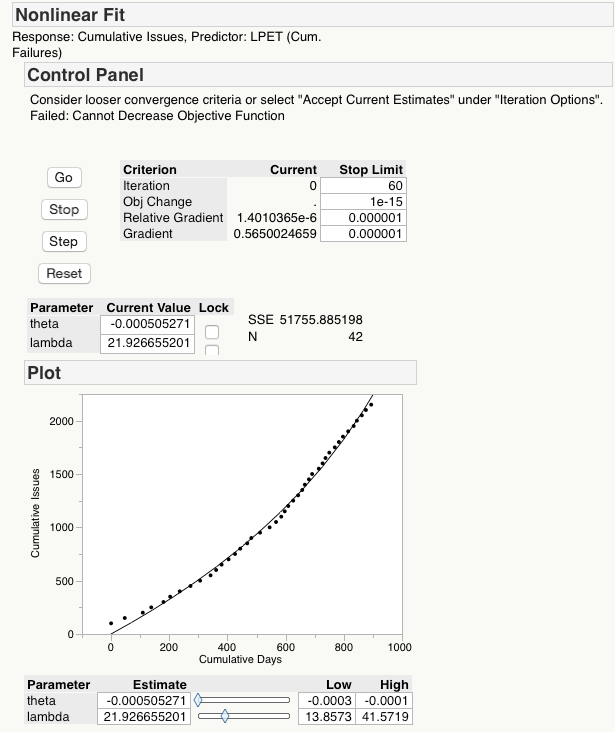 Nonlinear Fit
Response: Cumulative Issues, Predictor: LPET (Cum.
Failures)
Control Panel
Consider looser convergence criteria or select "Accept Current Estimates" under "Iteration Options".
Failed: Cannot Decrease Objective Function
Go
Stop
Step
Reset
Criterion Current Stop Limit
Iteration 0 60
Obj Change . 1e-15
Relative Gradient 1.4010365e-6 0.000001
Gradient 0.5650024659 0.000001
Parameter Current Value Lock
theta -0.000505271
lambda 21.926655201
SSE 51755.885198
N 42
Plot
2000
1500
1000
500
0
Cumulative Issues
0 200 400 600 800 1000
Cumulative Days
Parameter Estimate Low High
theta -0.000505271 -0.0003 -0.0001
lambda 21.926655201 13.8573 41.5719